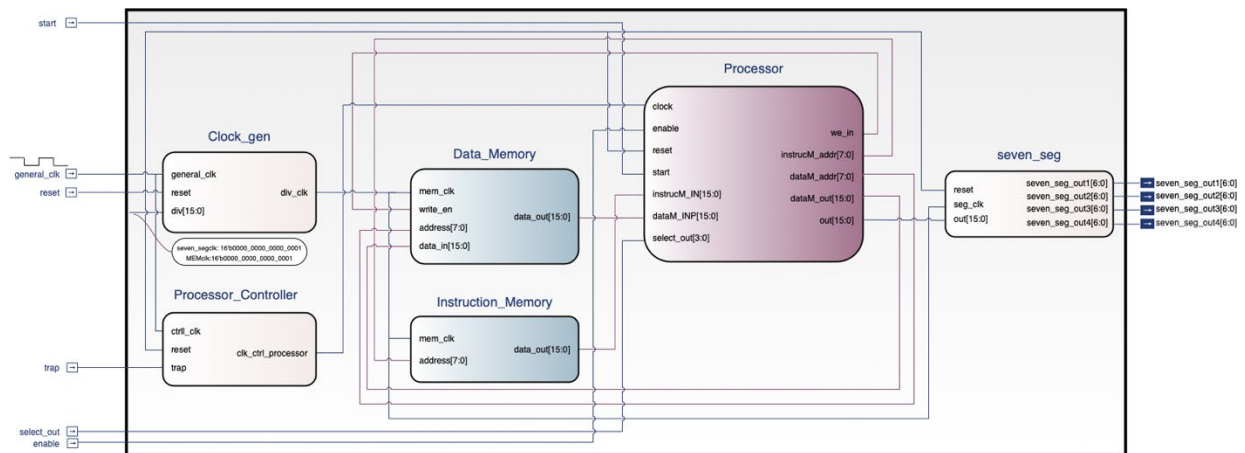 start
general_clk
reset
trap
select_out
enable
Clock_gen
general_clk
reset
div[15:0]
div_clk
seven_segclk: 16'b0000_0000_0000_0001
MEMclk:16'b0000_0000_0000_0001
Processor_Controller
ctrll_clk
reset
trap
clk_ctrl_processor
Data_Memory
mem_clk
write_en
address[7:0]
data_in[15:0]
data_out[15:0]
Instruction_Memory
mem_clk
address[7:0]
data_out[15:0]
Processor
clock
enable
reset
start
instrucM_IN[15:0]
dataM_INP[15:0]
select_out[3:0]
we_in
instrucM_addr[7:0]
dataM_addr[7:0]
dataM_out[15:0]
out[15:0]
seven_seg
reset
seg_clk
out[15:0]
seven_seg_out1[6:0]
seven_seg_out2[6:0]
seven_seg_out3[6:0]
seven_seg_out4[6:0]
seven_seg_out1[6:0]
seven_seg_out2[6:0]
seven_seg_out3[6:0]
seven_seg_out4[6:0]